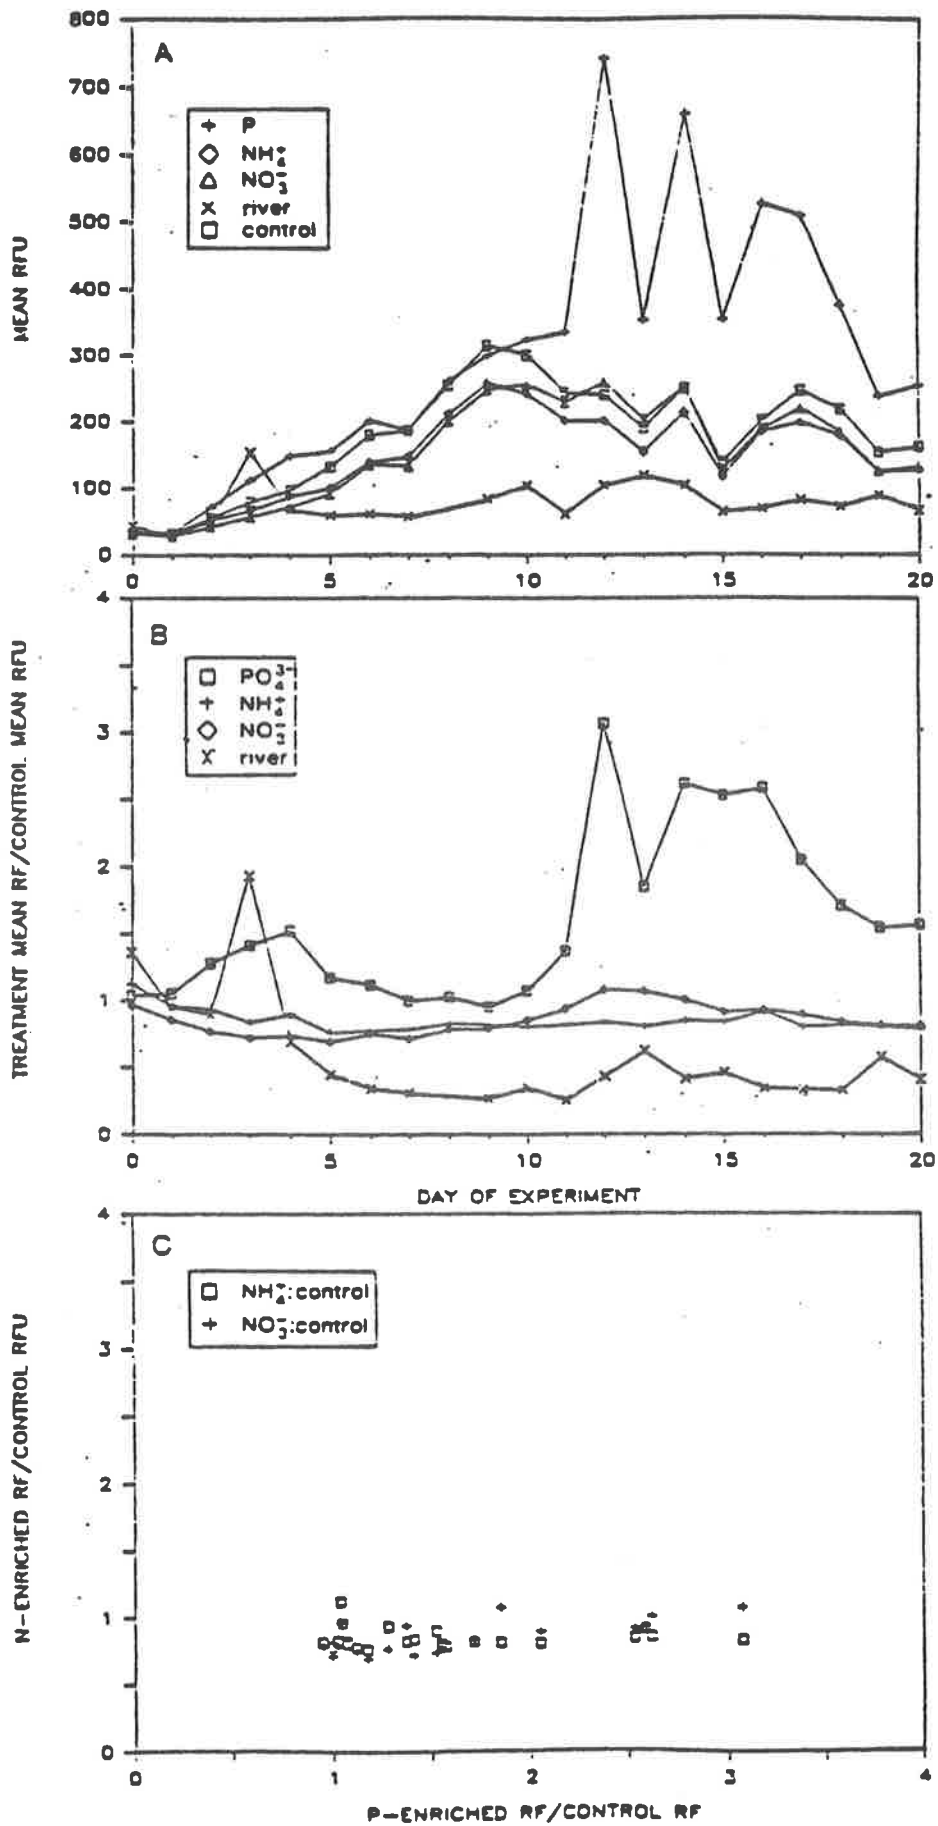 A
800
700
600
500
400
300
200
100
0
MEAN RFU
P
NH₄⁺
NO₃⁻
river
control
0 5 10 15 20
B
4
3
2
1
0
TREATMENT MEAN RF/CONTROL MEAN RFU
PO₄³⁻
NH₄⁺
NO₃⁻
river
0 5 10 15 20
DAY OF EXPERIMENT
C
4
3
2
1
0
N-ENRICHED RF/CONTROL RFU
NH₄⁺:control
NO₃⁻:control
0 1 2 3 4
P-ENRICHED RF/CONTROL RF